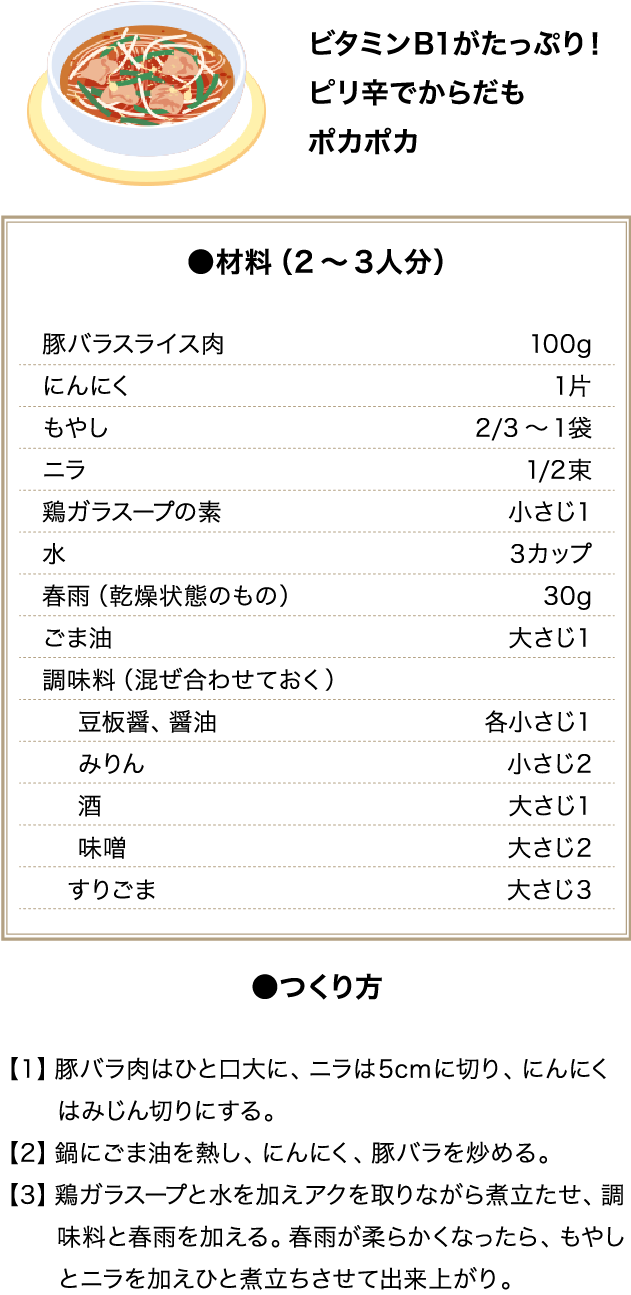 ビタミンB1がたっぷり!
ピリ辛でからだも
ポカポカ
●材料(2〜3人分)
豚バラスライス肉 100g
にんにく 1片
もやし 2/3〜1袋
ニラ 1/2束
鶏ガラスープの素 小さじ1
水 3カップ
春雨(乾燥状態のもの) 30g
ごま油 大さじ1
調味料(混ぜ合わせておく)
豆板醤、醤油 各小さじ1
みりん 小さじ2
酒 大さじ1
味噌 大さじ2
すりごま 大さじ3
●つくり方
【1】豚バラ肉はひと口大に、ニラは5cmに切り、にんにく
はみじん切りにする。
【2】鍋にごま油を熱し、にんにく、豚バラを炒める。
【3】鶏ガラスープと水を加えアクを取りながら煮立たせ、調
味料と春雨を加える。春雨が柔らかくなったら、もやし
とニラを加えひと煮立ちさせて出来上がり。